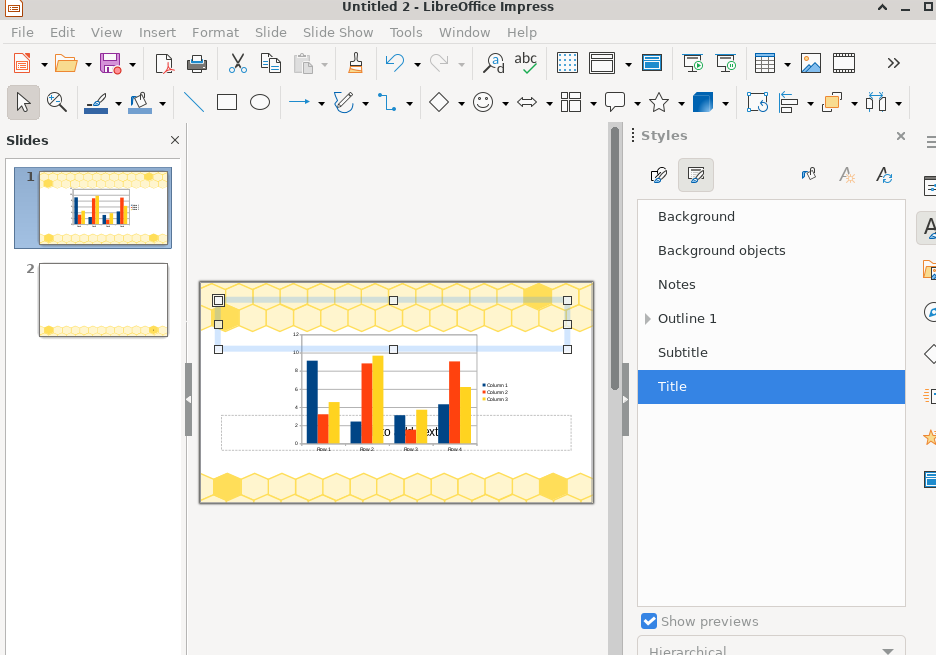 Untitled 2 - LibreOffice Impress
File Edit View Insert Format Slide Slide Show Tools Window Help
abc
Slides
Styles
1
2
Background
Background objects
Notes
Outline 1
Subtitle
Title
12
10
8
6
4
2
0
Row 1 Row 2 Row 3 Row 4
Column 1
Column 2
Column 3
to
Show previews
Hierarchical